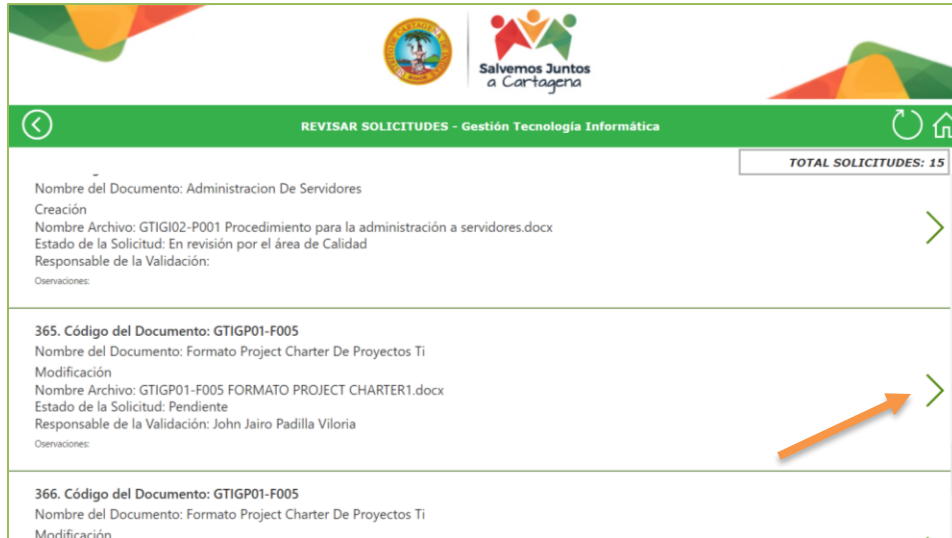 Salvemos Juntos
a Cartagena
REVISAR SOLICITUDES - Gestión Tecnología Informática
TOTAL SOLICITUDES: 15
Nombre del Documento: Administracion De Servidores
Creación
Nombre Archivo: GTIGI02-P001 Procedimiento para la administración a servidores.docx
Estado de la Solicitud: En revisión por el área de Calidad
Responsable de la Validación:
Oservaciones:
365. Código del Documento: GTIGP01-F005
Nombre del Documento: Formato Project Charter De Proyectos Ti
Modificación
Nombre Archivo: GTIGP01-F005 FORMATO PROJECT CHARTER1.docx
Estado de la Solicitud: Pendiente
Responsable de la Validación: John Jairo Padilla Viloria
Oservaciones:
366. Código del Documento: GTIGP01-F005
Nombre del Documento: Formato Project Charter De Proyectos Ti
Modificación